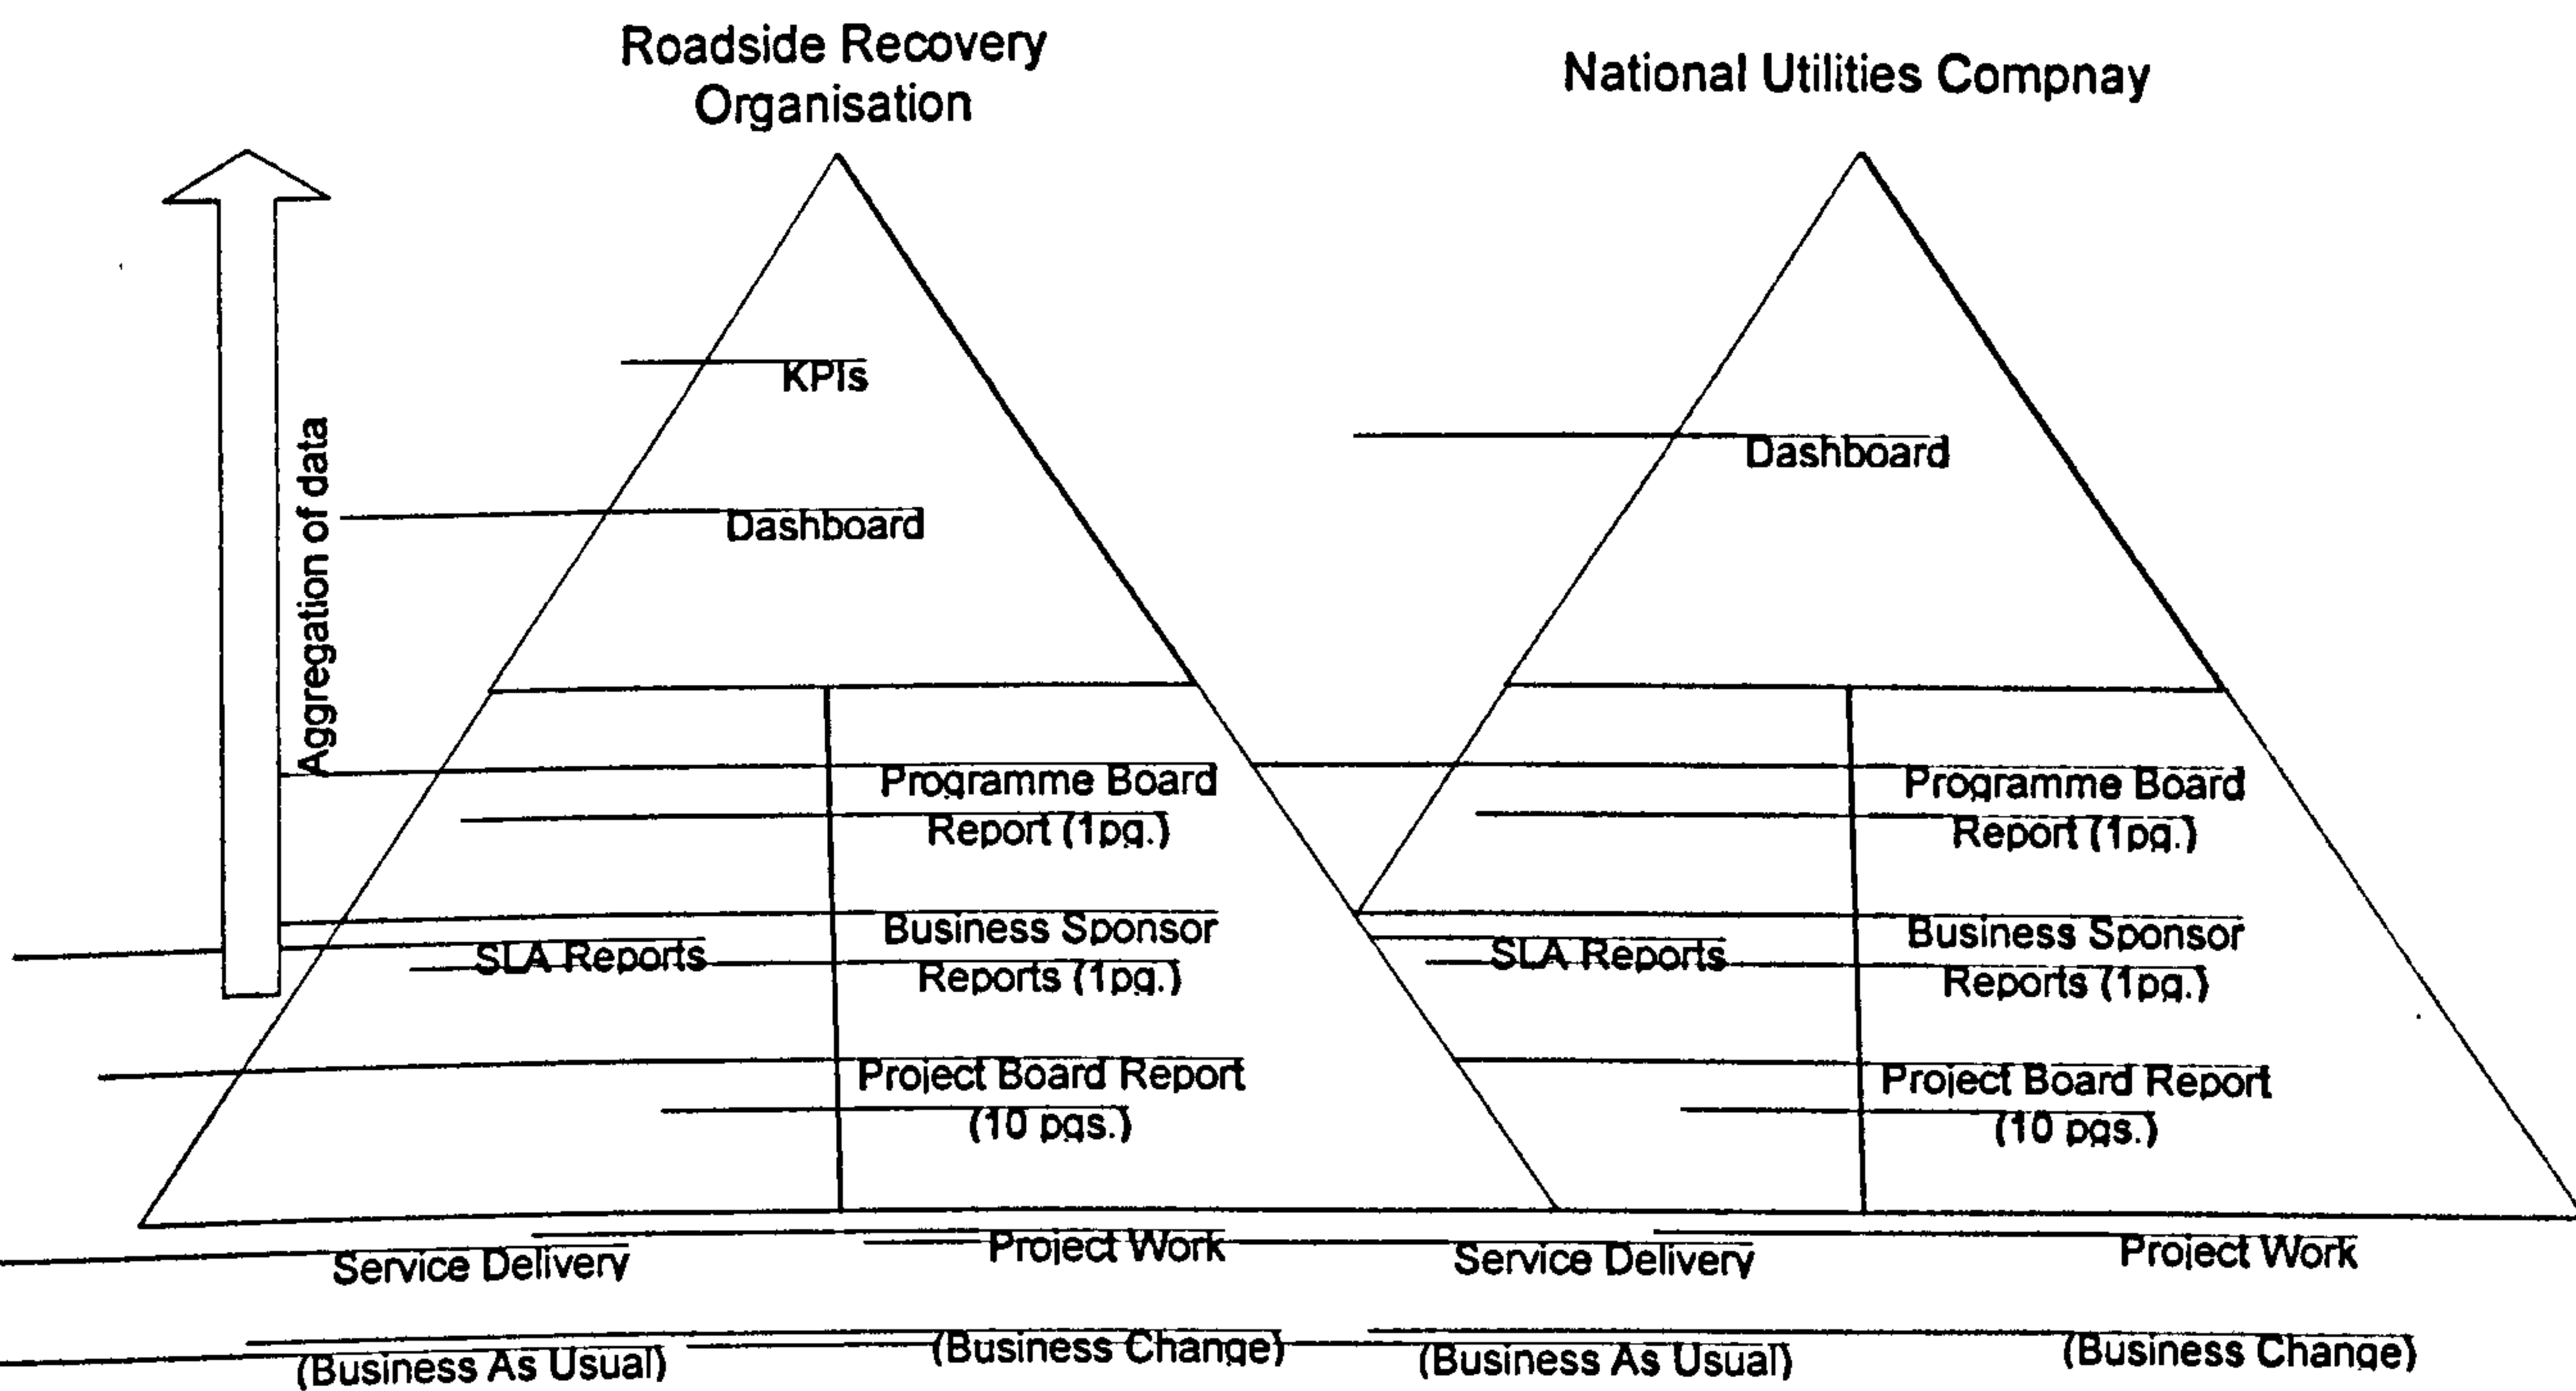 Roadside Recovery
Organisation
National Utilities Compnay
Aggregation of data
KPIs
Dashboard
Programme Board
Report (1pg.)
SLA Reports
Business Sponsor
Reports (1pg.)
Project Board Report
(10 pgs.)
Service Delivery
(Business As Usual)
Project Work
(Business Change)
Dashboard
Programme Board
Report (1pg.)
SLA Reports
Business Sponsor
Reports (1pg.)
Project Board Report
(10 pgs.)
Service Delivery
(Business As Usual)
Project Work
(Business Change)